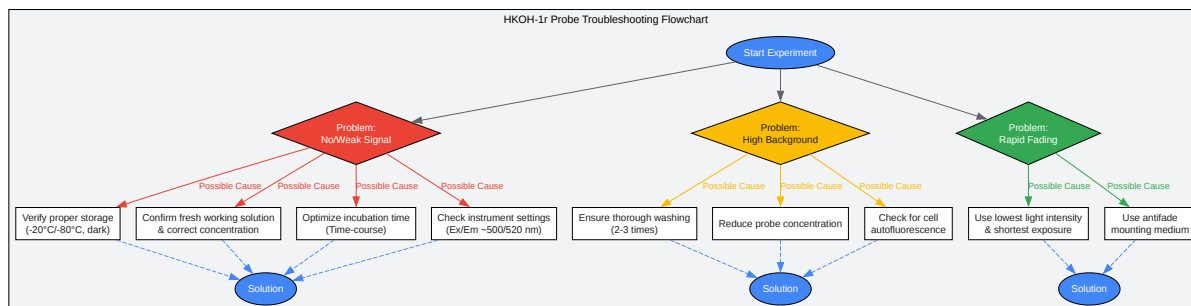 HKOH-1r Probe Troubleshooting Flowchart
Start Experiment
Problem:
No/Weak Signal
Problem:
High Background
Problem:
Rapid Fading
Possible Cause
Possible Cause
Possible Cause
Possible Cause
Possible Cause
Possible Cause
Possible Cause
Possible Cause
Possible Cause
Verify proper storage
(-20°C/-80°C, dark)
Confirm fresh working solution
& correct concentration
Optimize incubation time
(Time-course)
Check instrument settings
(Ex/Em ~500/520 nm)
Ensure thorough washing
(2-3 times)
Reduce probe concentration
Check for cell
autofluorescence
Use lowest light intensity
& shortest exposure
Use antifade
mounting medium
Solution
Solution
Solution